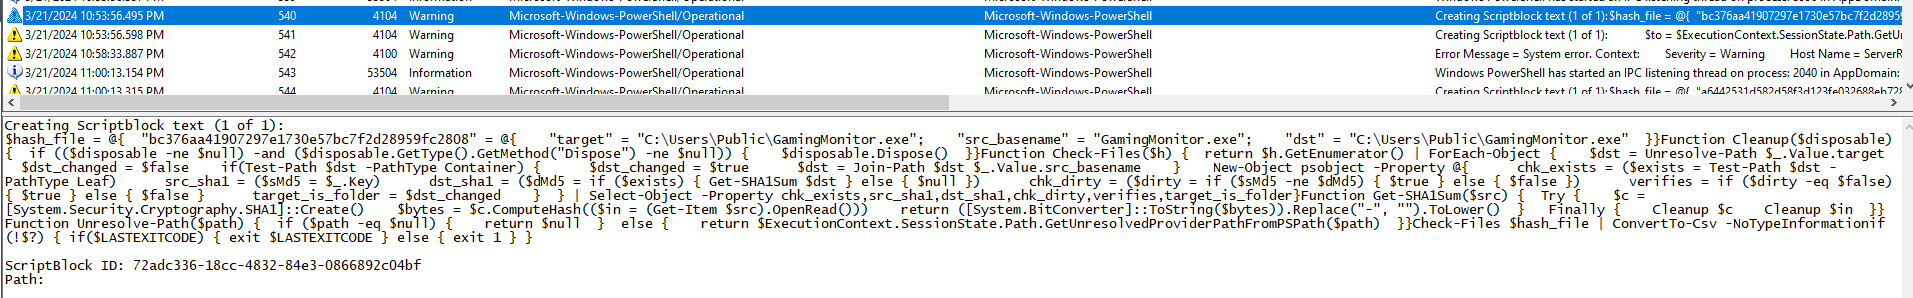 3/21/2024 10:53:56.495 PM 540 4104 Warning Microsoft-Windows-PowerShell/Operational Microsoft-Windows-PowerShell Creating Scriptblock text (1 of 1):$hash_file = @{ "bc376aa41907297e1730e57bc7f2d28959
3/21/2024 10:53:56.598 PM 541 4104 Warning Microsoft-Windows-PowerShell/Operational Microsoft-Windows-PowerShell Creating Scriptblock text (1 of 1): $to = $ExecutionContext.SessionState.Path.GetUn
3/21/2024 10:58:33.887 PM 542 4100 Warning Microsoft-Windows-PowerShell/Operational Microsoft-Windows-PowerShell Error Message = System error. Context: Severity = Warning Host Name = ServerR
3/21/2024 11:00:13.154 PM 543 53504 Information Microsoft-Windows-PowerShell/Operational Microsoft-Windows-PowerShell Windows PowerShell has started an IPC listening thread on process: 2040 in AppDomain:
3/21/2024 11:00:13.315 PM 544 4104 Warning Microsoft-Windows-PowerShell/Operational Microsoft-Windows-PowerShell Creating Scriptblock text (1 of 1):$hash_file = @{
Creating Scriptblock text (1 of 1):
$hash_file = @{ "bc376aa41907297e1730e57bc7f2d28959fc2808" = @{ "target" = "C:\Users\Public\GamingMonitor.exe"; "src_basename" = "GamingMonitor.exe"; "dst" = "C:\Users\Public\GamingMonitor.exe" }}Function Cleanup($disposable)
{ if (($disposable -ne $null) -and ($disposable.GetType().GetMethod("Dispose") -ne $null)) { $disposable.Dispose() }}Function Check-Files($h) { return $h.GetEnumerator() | ForEach-Object { $dst = Unresolve-Path $_.Value.target
$dst_changed = $false if(Test-Path $dst -PathType Container) { $dst_changed = $true $dst = Join-Path $dst $_.Value.src_basename } New-Object psobject -Property @{ chk_exists = ($exists = Test-Path $dst -
PathType Leaf) src_sha1 = ($sMd5 = $_.Key) dst_sha1 = ($dMd5 = if ($exists) { Get-SHA1Sum $dst } else { $null }) chk_dirty = ($dirty = if ($sMd5 -ne $dMd5) { $true } else { $false }) verifies = if ($dirty -eq $false)
{ $true } else { $false } target_is_folder = $dst_changed } } | Select-Object -Property chk_exists,src_sha1,dst_sha1,chk_dirty,verifies,target_is_folder}Function Get-SHA1Sum($src) { Try { $c =
[System.Security.Cryptography.SHA1]::Create() $bytes = $c.ComputeHash(($in = (Get-Item $src).OpenRead())) return ([System.BitConverter]::ToString($bytes)).Replace("-", "").ToLower() } Finally { Cleanup $c Cleanup $in }}
Function Unresolve-Path($path) { if ($path -eq $null) { return $null } else { return $ExecutionContext.SessionState.Path.GetUnresolvedProviderPathFromPSPath($path) }}Check-Files $hash_file | ConvertTo-Csv -NoTypeInformationif
(!$?) { if($LASTEXITCODE) { exit $LASTEXITCODE } else { exit 1 } }
ScriptBlock ID: 72adc336-18cc-4832-84e3-0866892c04bf
Path: